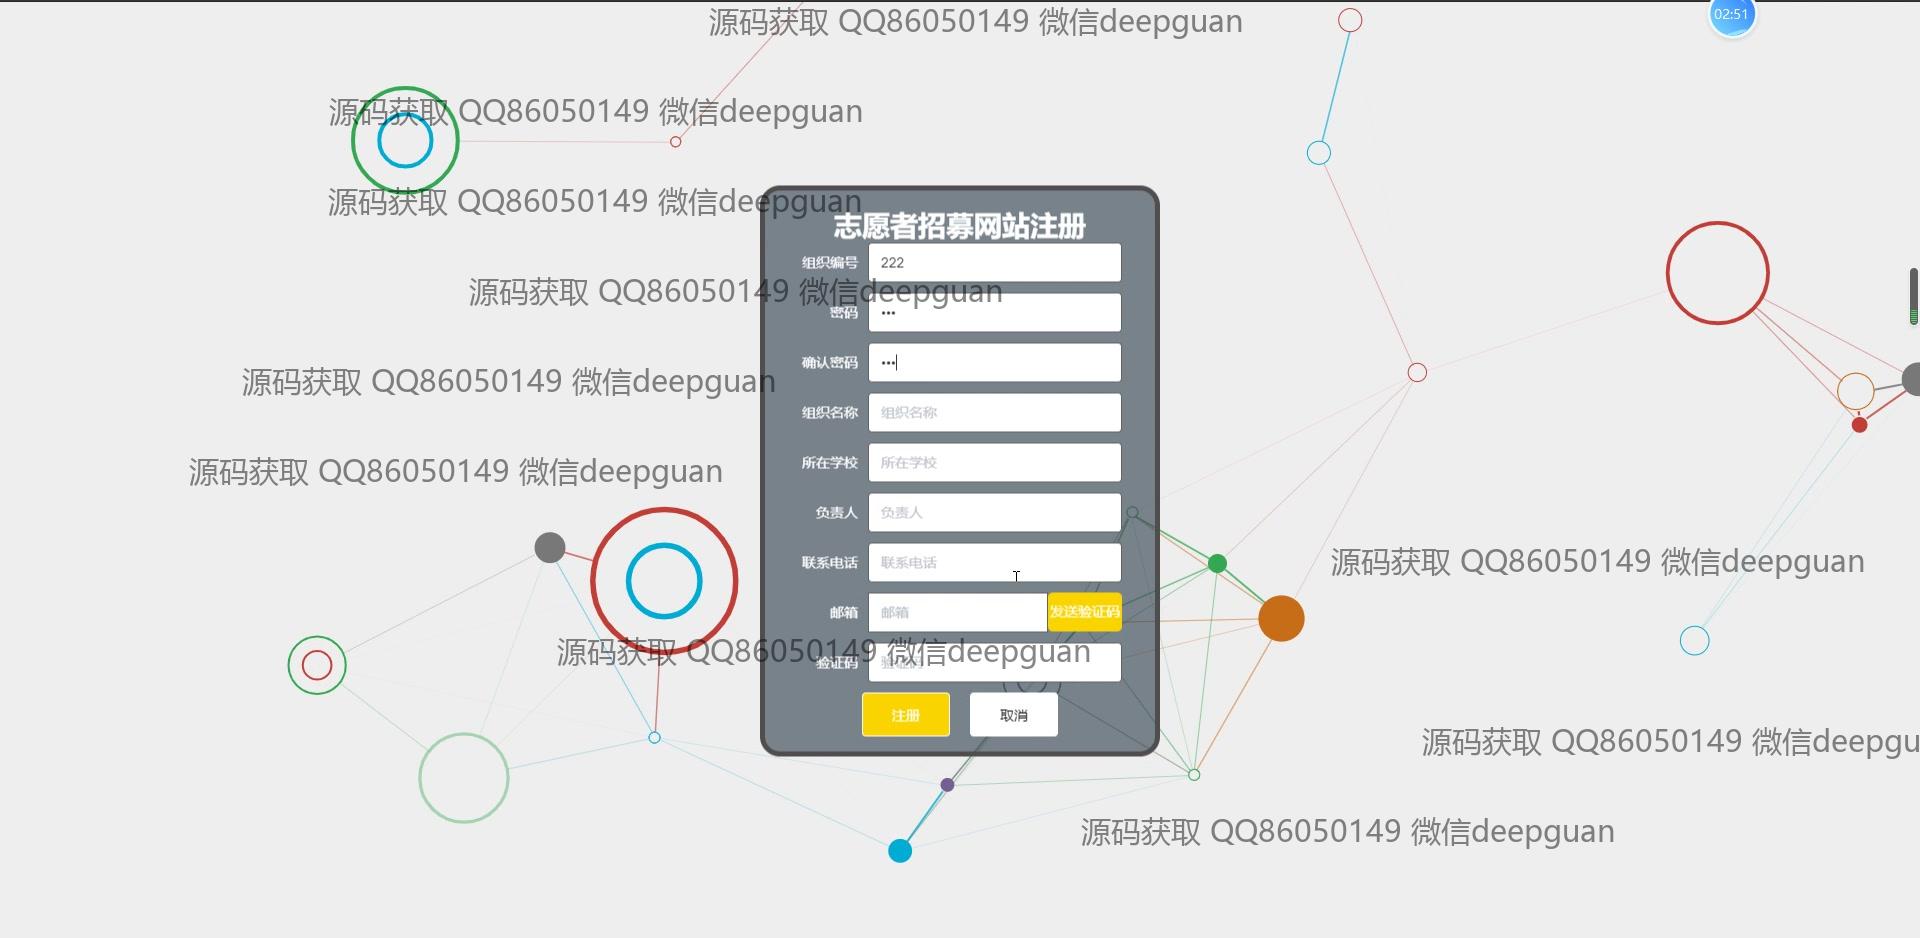 源码获取 QQ86050149 微信deepguan
02:51
源码获取 QQ86050149 微信deepguan
源码获取 QQ86050149 微信deepguan
志愿者招募网站注册
组织编号 222
源码获取 QQ86050149 微信deepguan
密码 •••
确认密码 •••
源码获取 QQ86050149 微信deepguan
组织名称 组织名称
所在学校 所在学校
源码获取 QQ86050149 微信deepguan
负责人 负责人
联系电话 联系电话
源码获取 QQ86050149 微信deepguan
邮箱 邮箱 发送验证码
源码获取 QQ86050149 微信deepguan
验证码 验证码
注册 取消
源码获取 QQ86050149 微信deepgu
源码获取 QQ86050149 微信deepguan